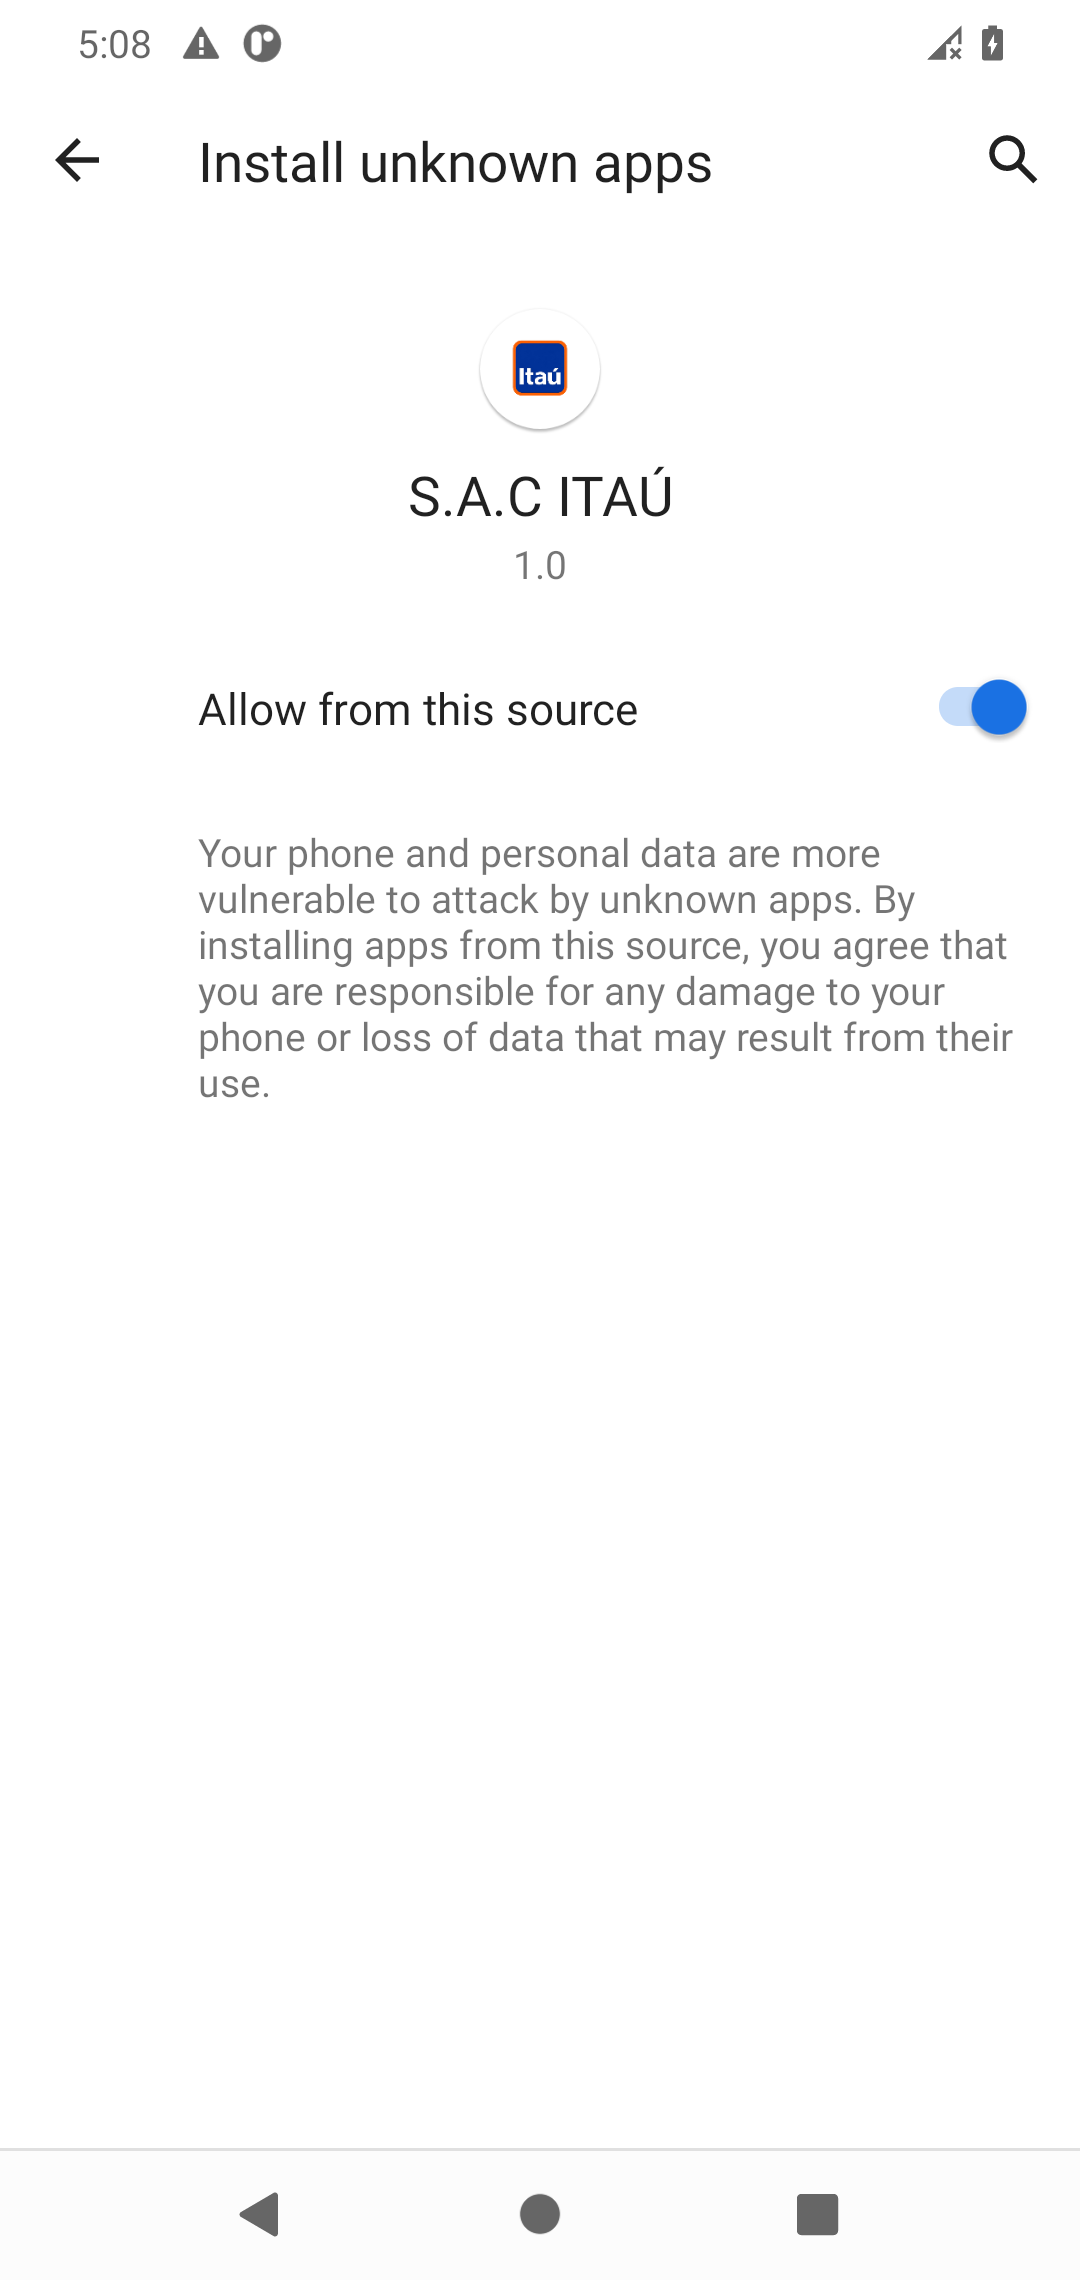 5:08
Install unknown apps
Itaú
S.A.C ITAÚ
1.0
Allow from this source
Your phone and personal data are more
vulnerable to attack by unknown apps. By
installing apps from this source, you agree that
you are responsible for any damage to your
phone or loss of data that may result from their
use.